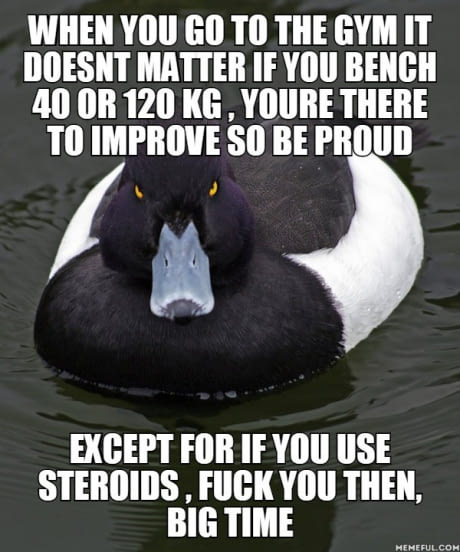 WHEN YOU GO TO THE GYM IT
DOESNT MATTER IF YOU BENCH
40 OR 120 KG , YOURE THERE
TO IMPROVE SO BE PROUD
EXCEPT FOR IF YOU USE
STEROIDS , FUCK YOU THEN,
BIG TIME
MEMEFUL.COM